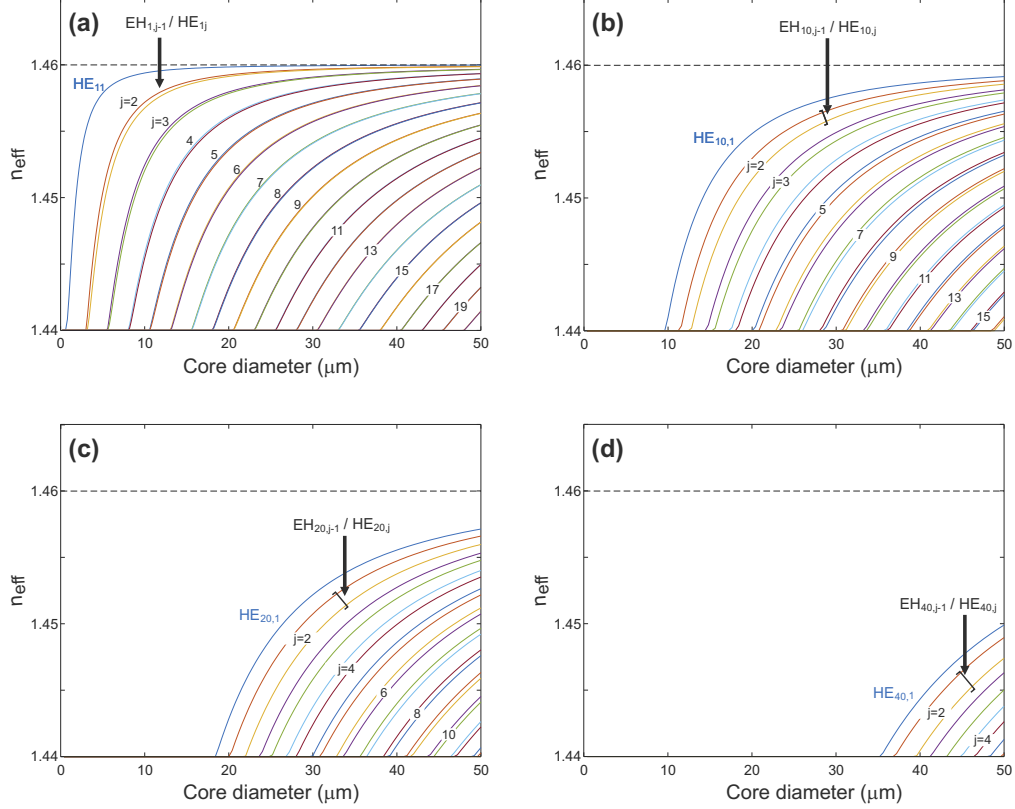 (a)
EH1,j-1 / HE1j
1.46
HE11
j=2
j=3
4
5
6
7
8
9
11
13
15
17
19
1.45
1.44
neff
0
10
20
30
40
50
Core diameter (μm)
(b)
EH10,j-1 / HE10,j
1.46
HE10,1
j=2
j=3
5
7
9
11
13
15
1.45
1.44
neff
0
10
20
30
40
50
Core diameter (μm)
(c)
1.46
EH20,j-1 / HE20,j
HE20,1
j=2
j=4
6
8
10
1.45
1.44
neff
0
10
20
30
40
50
Core diameter (μm)
(d)
1.46
EH40,j-1 / HE40,j
HE40,1
j=2
j=4
1.45
1.44
neff
0
10
20
30
40
50
Core diameter (μm)